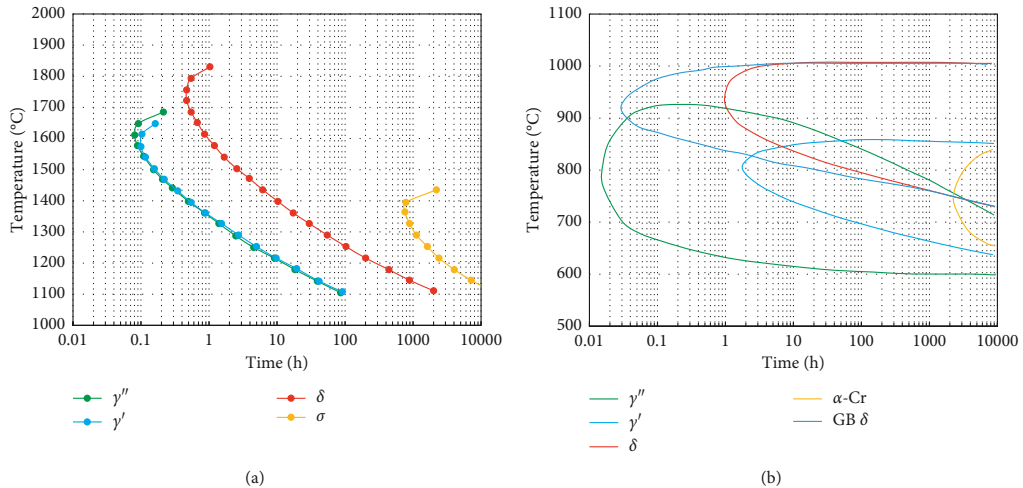 2000
1900
1800
1700
1600
1500
1400
1300
1200
1100
1000
Temperature (°C)
0.01 0.1 1 10 100 1000 10000
Time (h)
γ″
γ′
δ
σ
(a)
1100
1000
900
800
700
600
500
Temperature (°C)
0.01 0.1 1 10 100 1000 10000
Time (h)
γ″
γ′
δ
α-Cr
GB δ
(b)